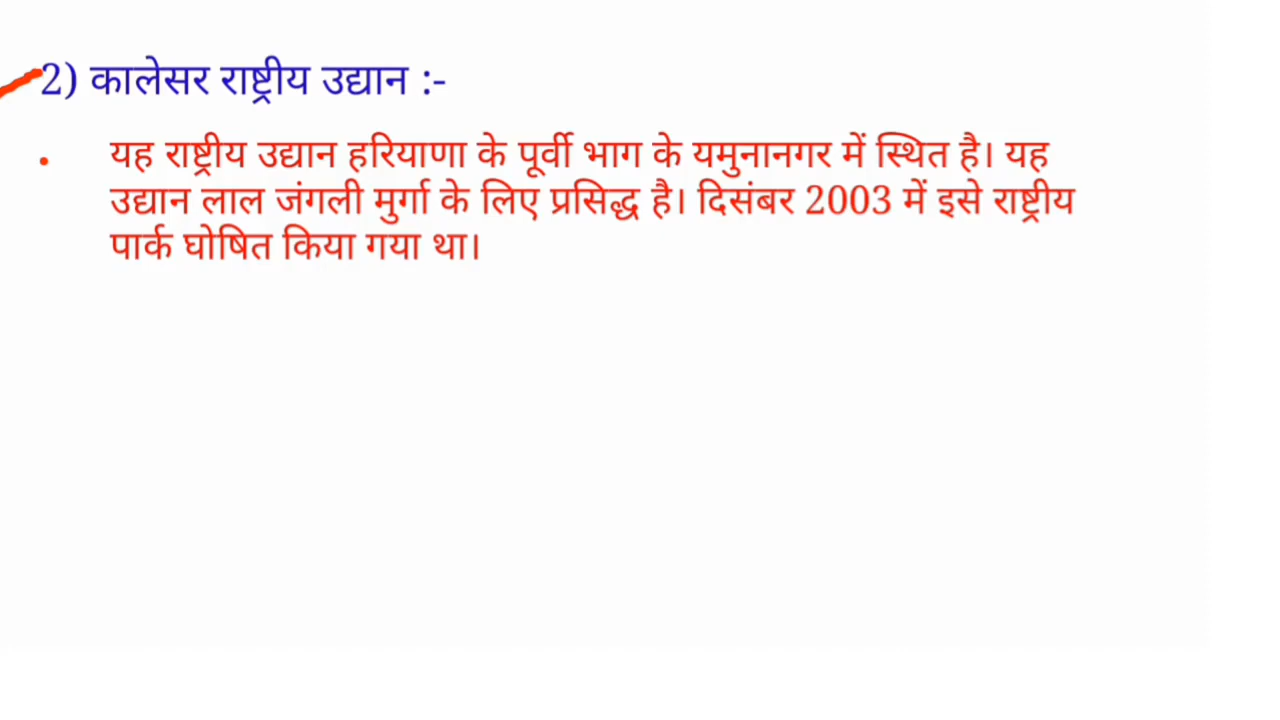 2) कालेसर राष्ट्रीय उद्यान :-
• यह राष्ट्रीय उद्यान हरियाणा के पूर्वी भाग के यमुनानगर में स्थित है। यह
उद्यान लाल जंगली मुर्गा के लिए प्रसिद्ध है। दिसंबर 2003 में इसे राष्ट्रीय
पार्क घोषित किया गया था।